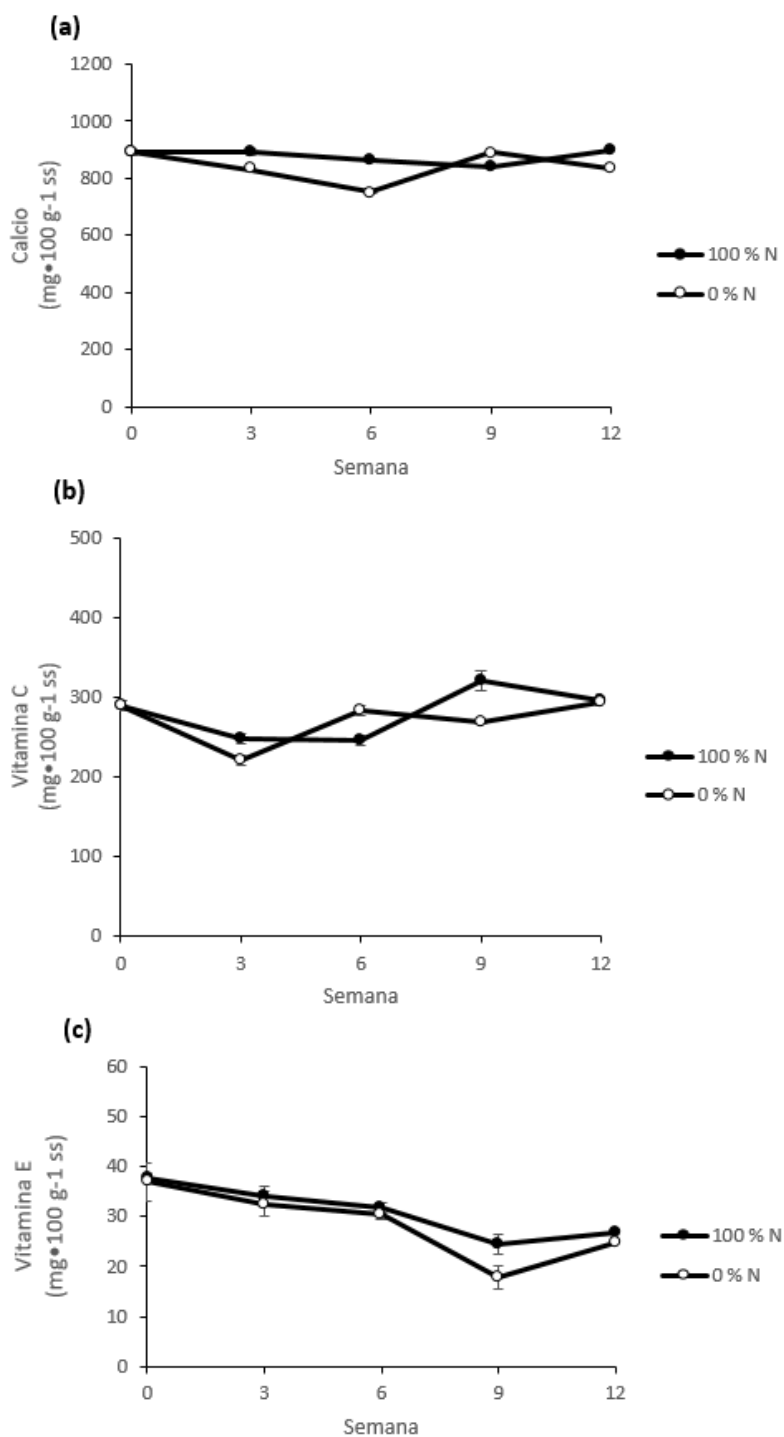 (a)
1200
1000
800
600
400
200
0
Calcio
(mg•100 g-1 ss)
0 3 6 9 12
Semana
100 % N
0 % N
(b)
500
400
300
200
100
0
Vitamina C
(mg•100 g-1 ss)
0 3 6 9 12
Semana
100 % N
0 % N
(c)
60
50
40
30
20
10
0
Vitamina E
(mg•100 g-1 ss)
0 3 6 9 12
Semana
100 % N
0 % N